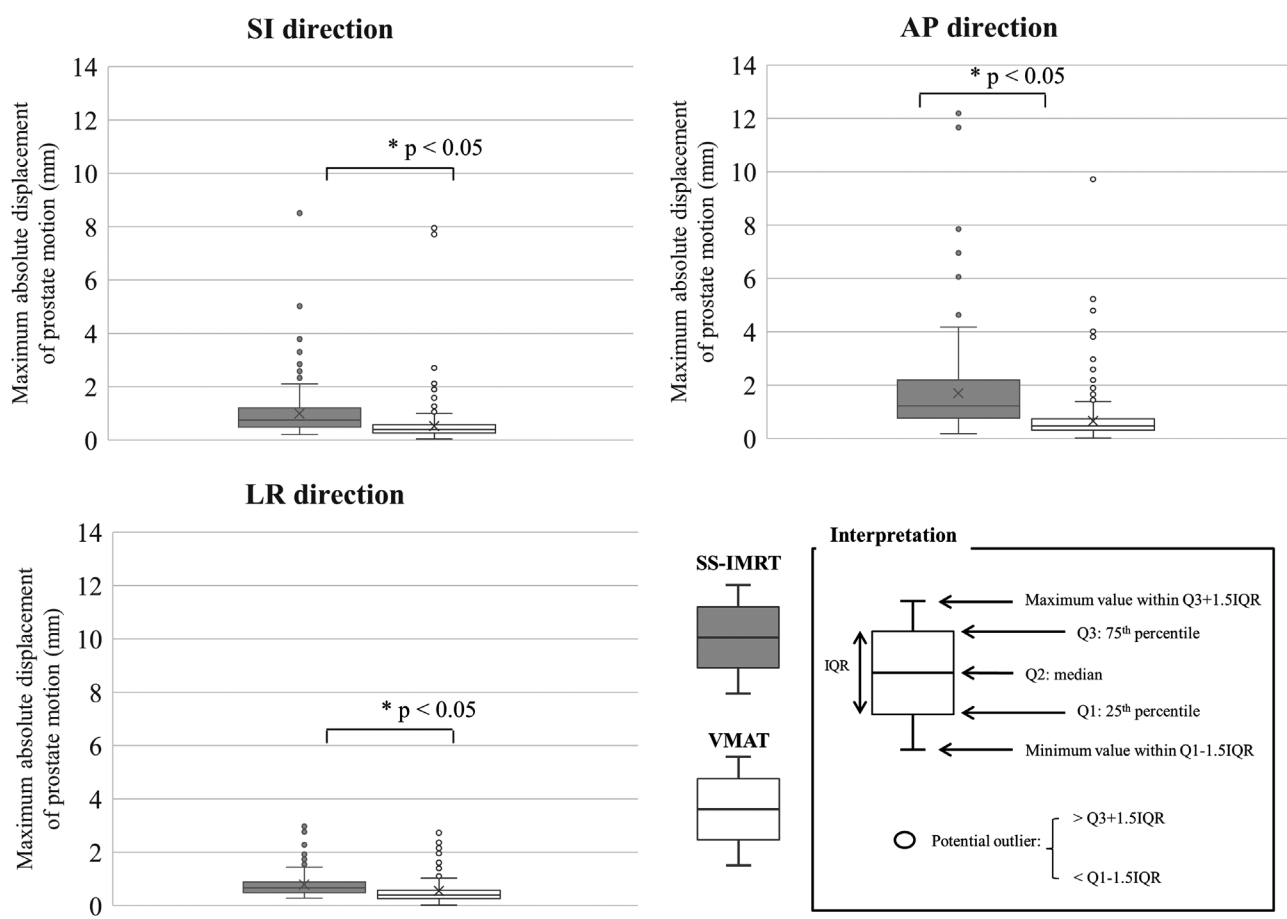 SI direction
Maximum absolute displacement
of prostate motion (mm)
14
12
10
8
6
4
2
0
* p < 0.05
AP direction
Maximum absolute displacement
of prostate motion (mm)
14
12
10
8
6
4
2
0
* p < 0.05
LR direction
Maximum absolute displacement
of prostate motion (mm)
14
12
10
8
6
4
2
0
* p < 0.05
SS-IMRT
VMAT
Interpretation
Maximum value within Q3+1.5IQR
Q3: 75th percentile
IQR
Q2: median
Q1: 25th percentile
Minimum value within Q1-1.5IQR
Potential outlier:
> Q3+1.5IQR
< Q1-1.5IQR